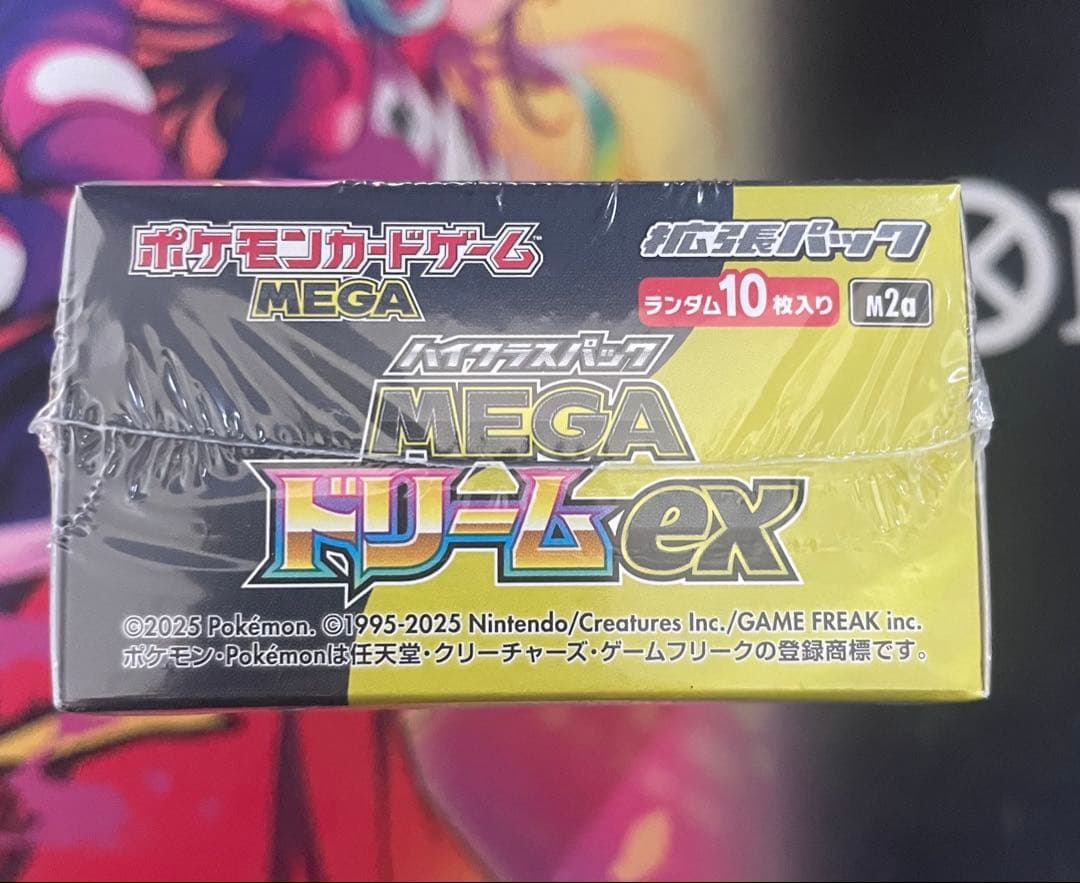 ポケモンカードゲーム™
MEGA
拡張パック
ランダム10枚入り
M2a
ハイクラスパック
MEGA
ドリームex
©2025 Pokémon. ©1995-2025 Nintendo/Creatures Inc./GAME FREAK inc.
ポケモン・Pokémonは任天堂・クリーチャーズ・ゲームフリークの登録商標です。